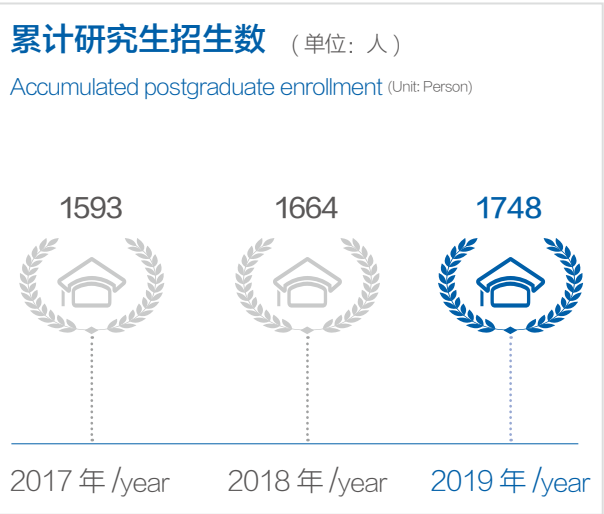 累计研究生招生数 （单位：人）
Accumulated postgraduate enrollment (Unit: Person)
1593 1664 1748
2017 年 /year 2018 年 /year 2019 年 /year